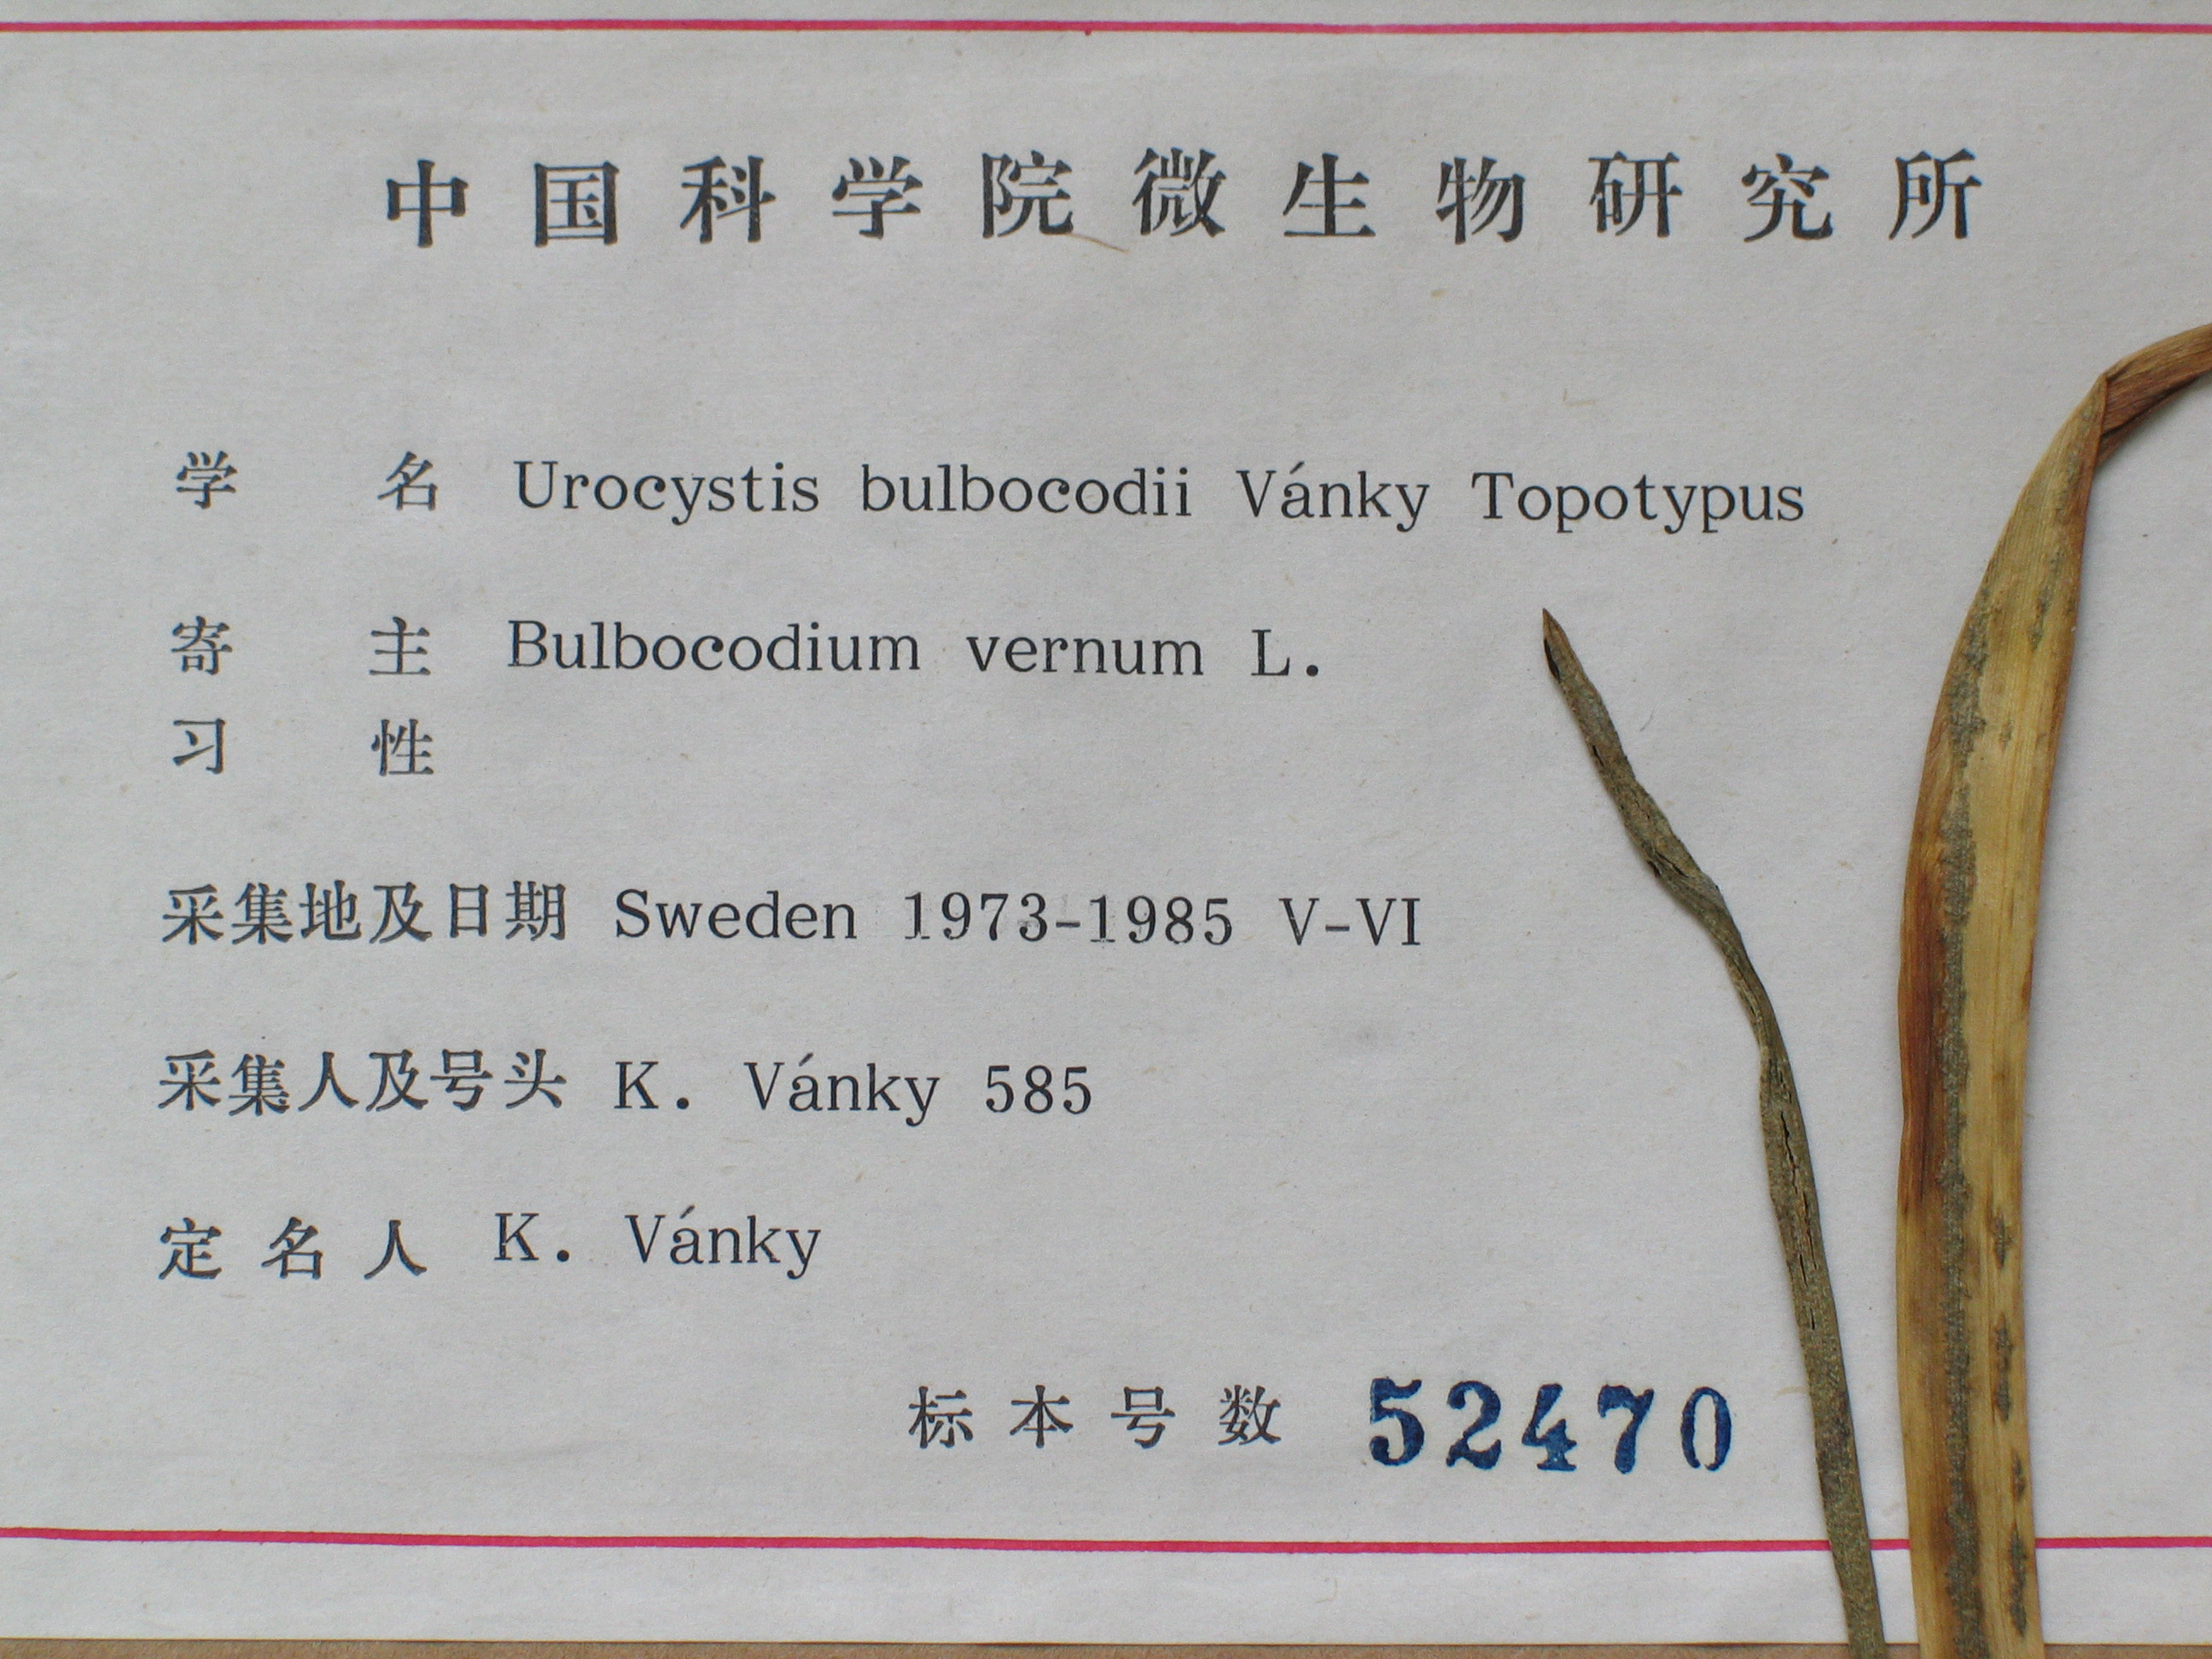 中国科学院微生物研究所
学名 Urocystis bulbocodii Vánky Topotypus
寄主 Bulbocodium vernum L.
习性
采集地及日期 Sweden 1973-1985 V-VI
采集人及号头 K. Vánky 585
定名人 K. Vánky
标本号数 52470